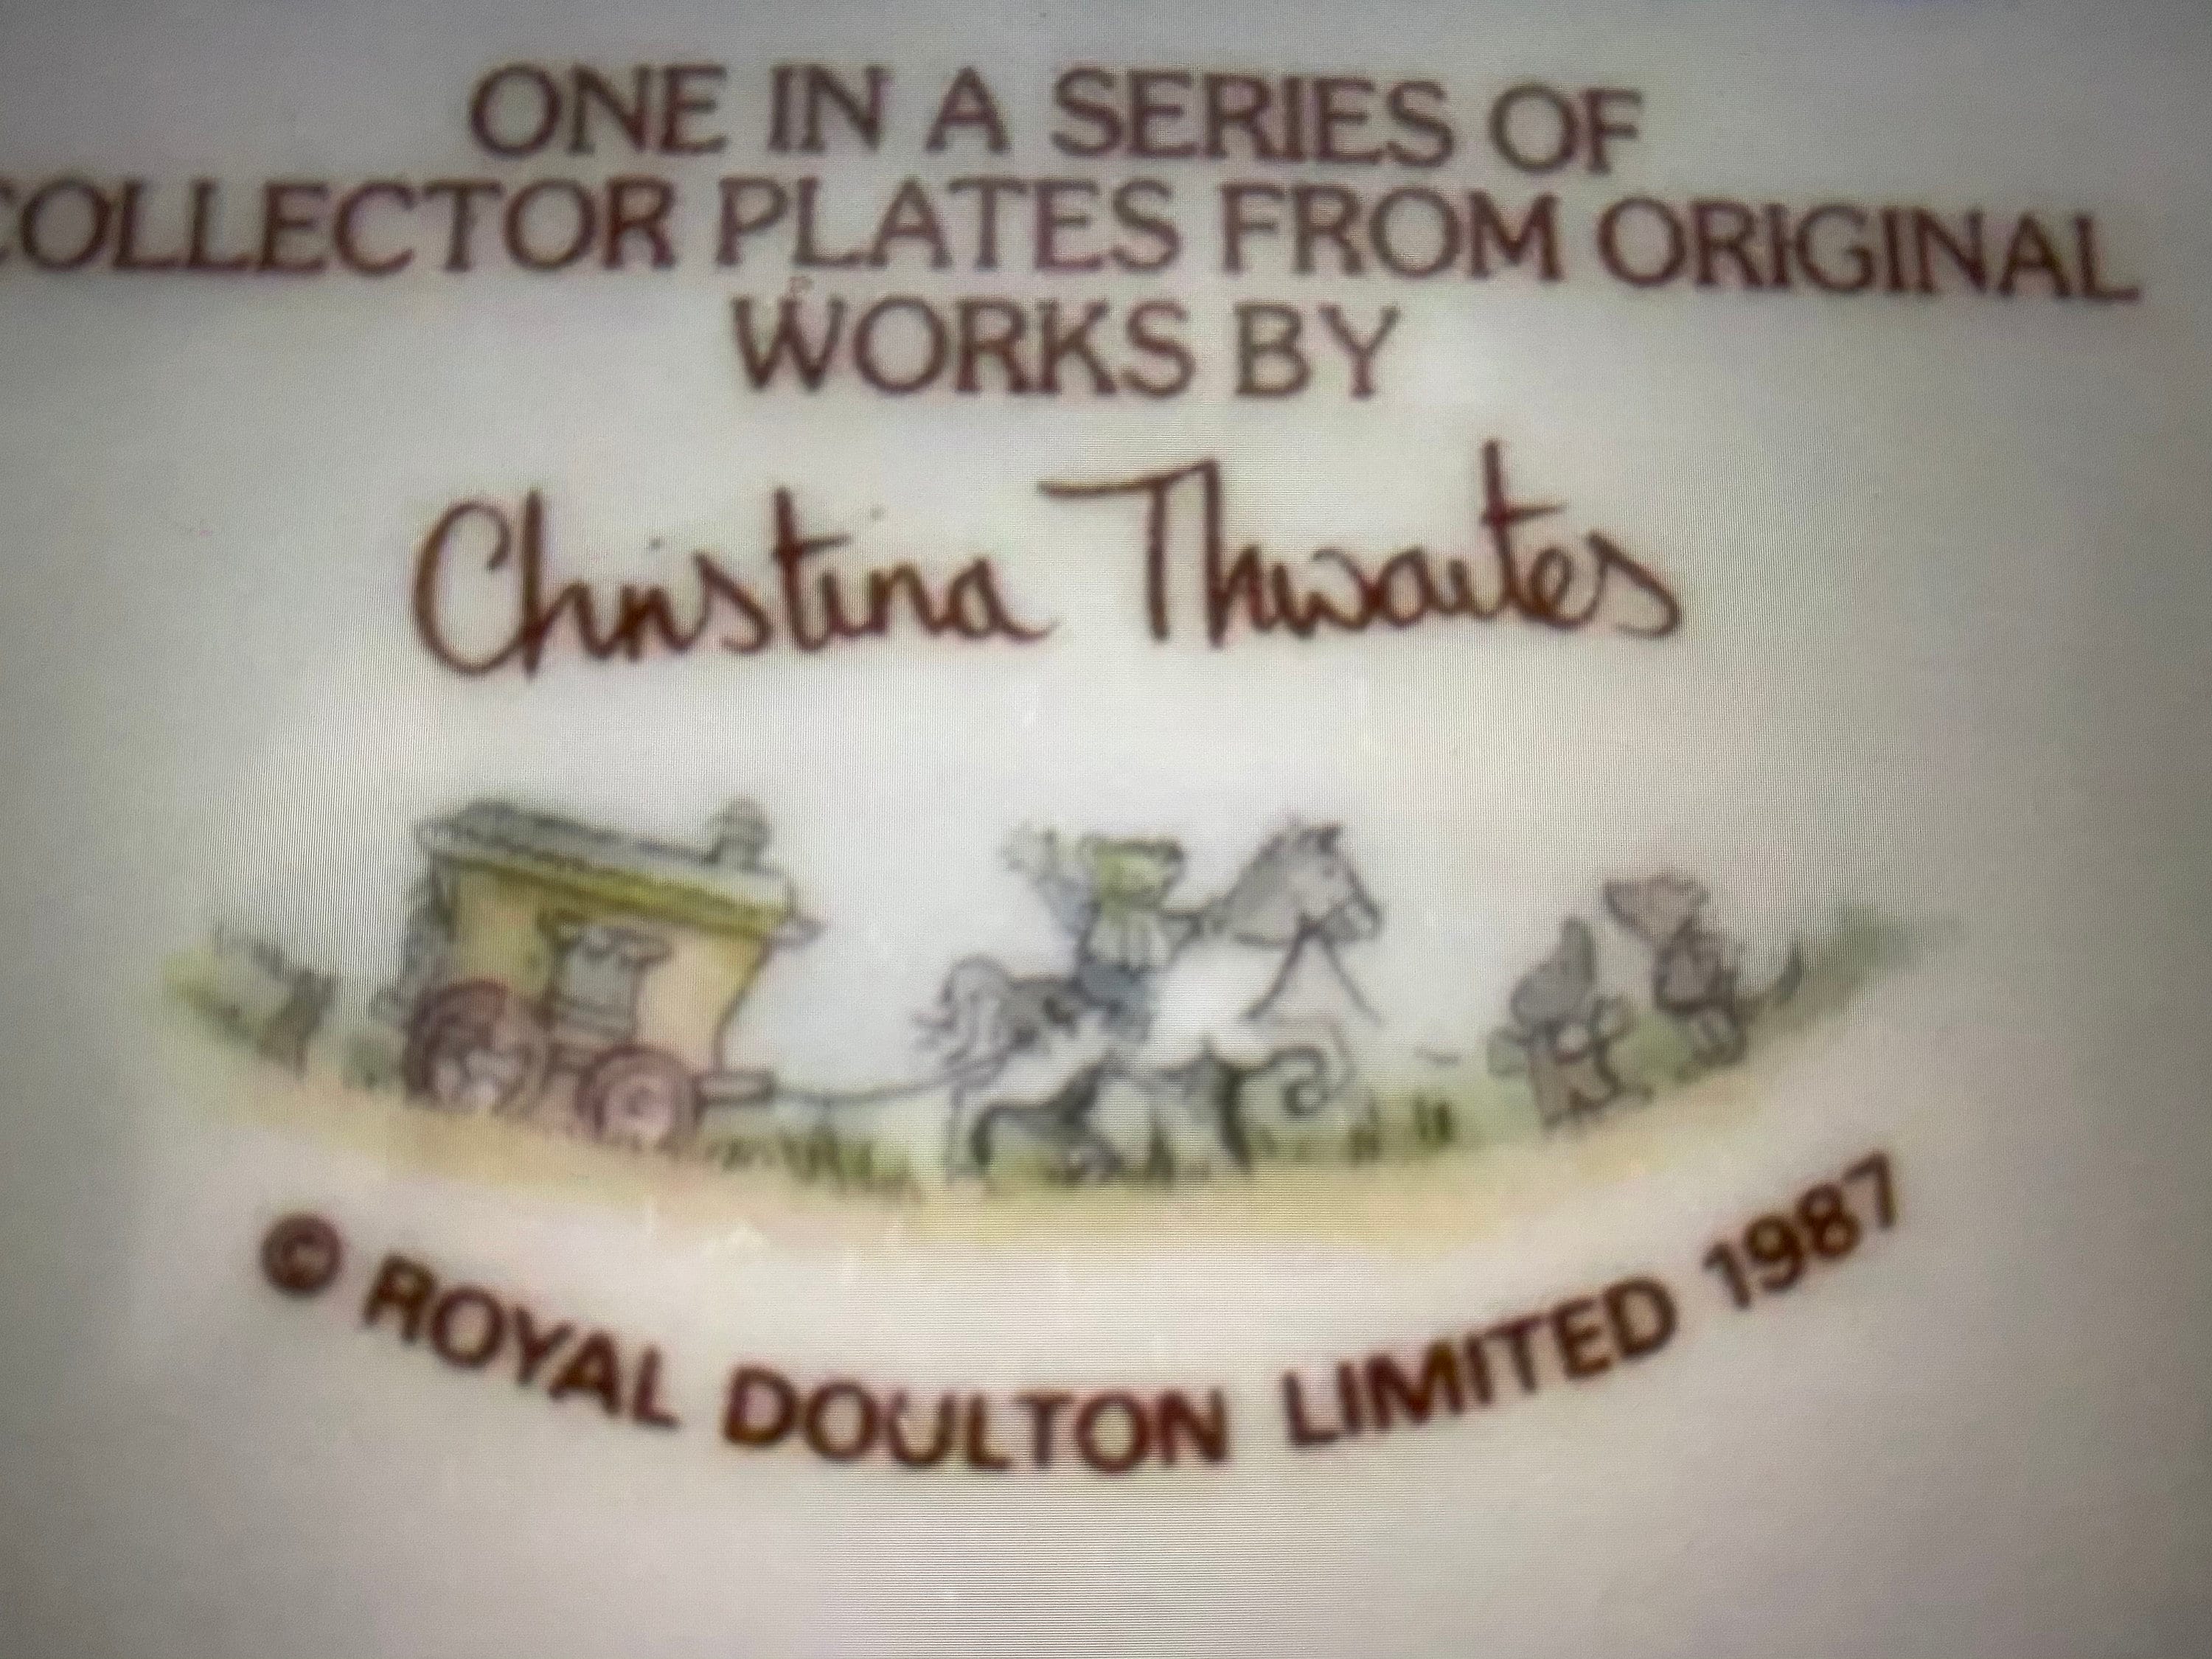 ONE IN A SERIES OF
COLLECTOR PLATES FROM ORIGINAL
WORKS BY
Christina Thwaites
© ROYAL DOULTON LIMITED 1987